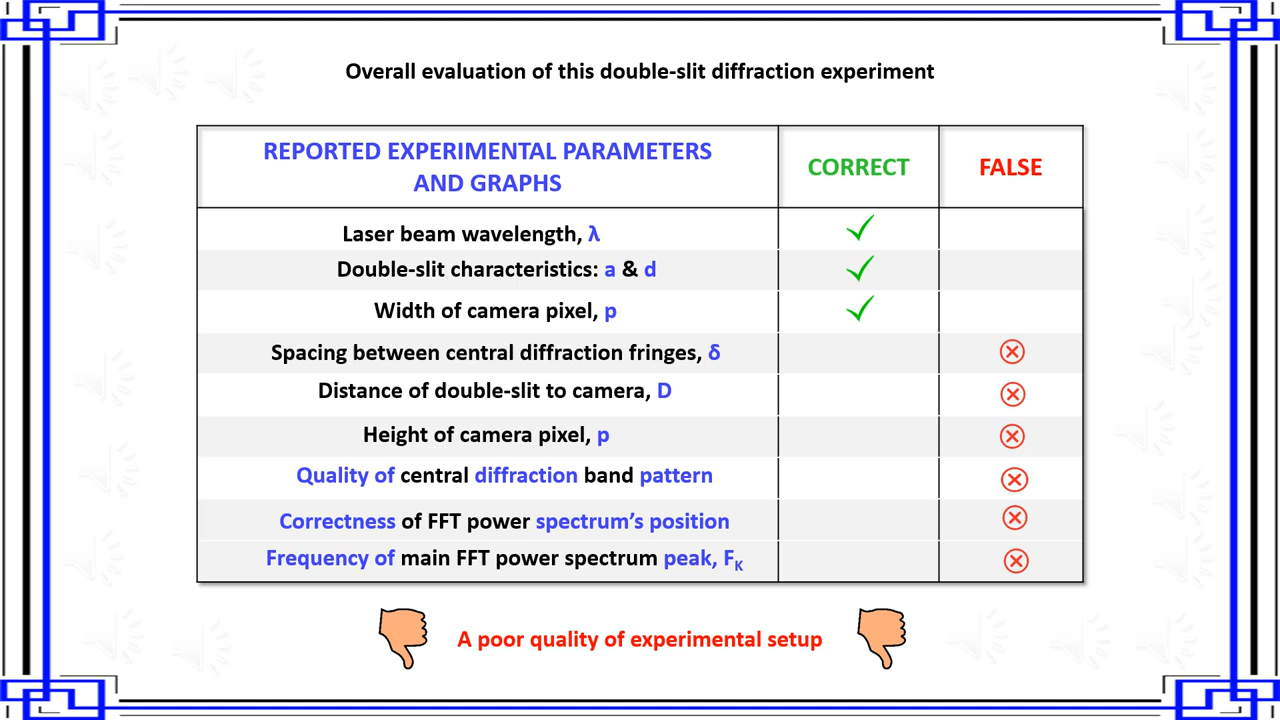 Overall evaluation of this double-slit diffraction experiment
REPORTED EXPERIMENTAL PARAMETERS
AND GRAPHS
CORRECT
FALSE
Laser beam wavelength, λ
Double-slit characteristics: a & d
Width of camera pixel, p
Spacing between central diffraction fringes, δ
Distance of double-slit to camera, D
Height of camera pixel, p
Quality of central diffraction band pattern
Correctness of FFT power spectrum’s position
Frequency of main FFT power spectrum peak, FK
A poor quality of experimental setup